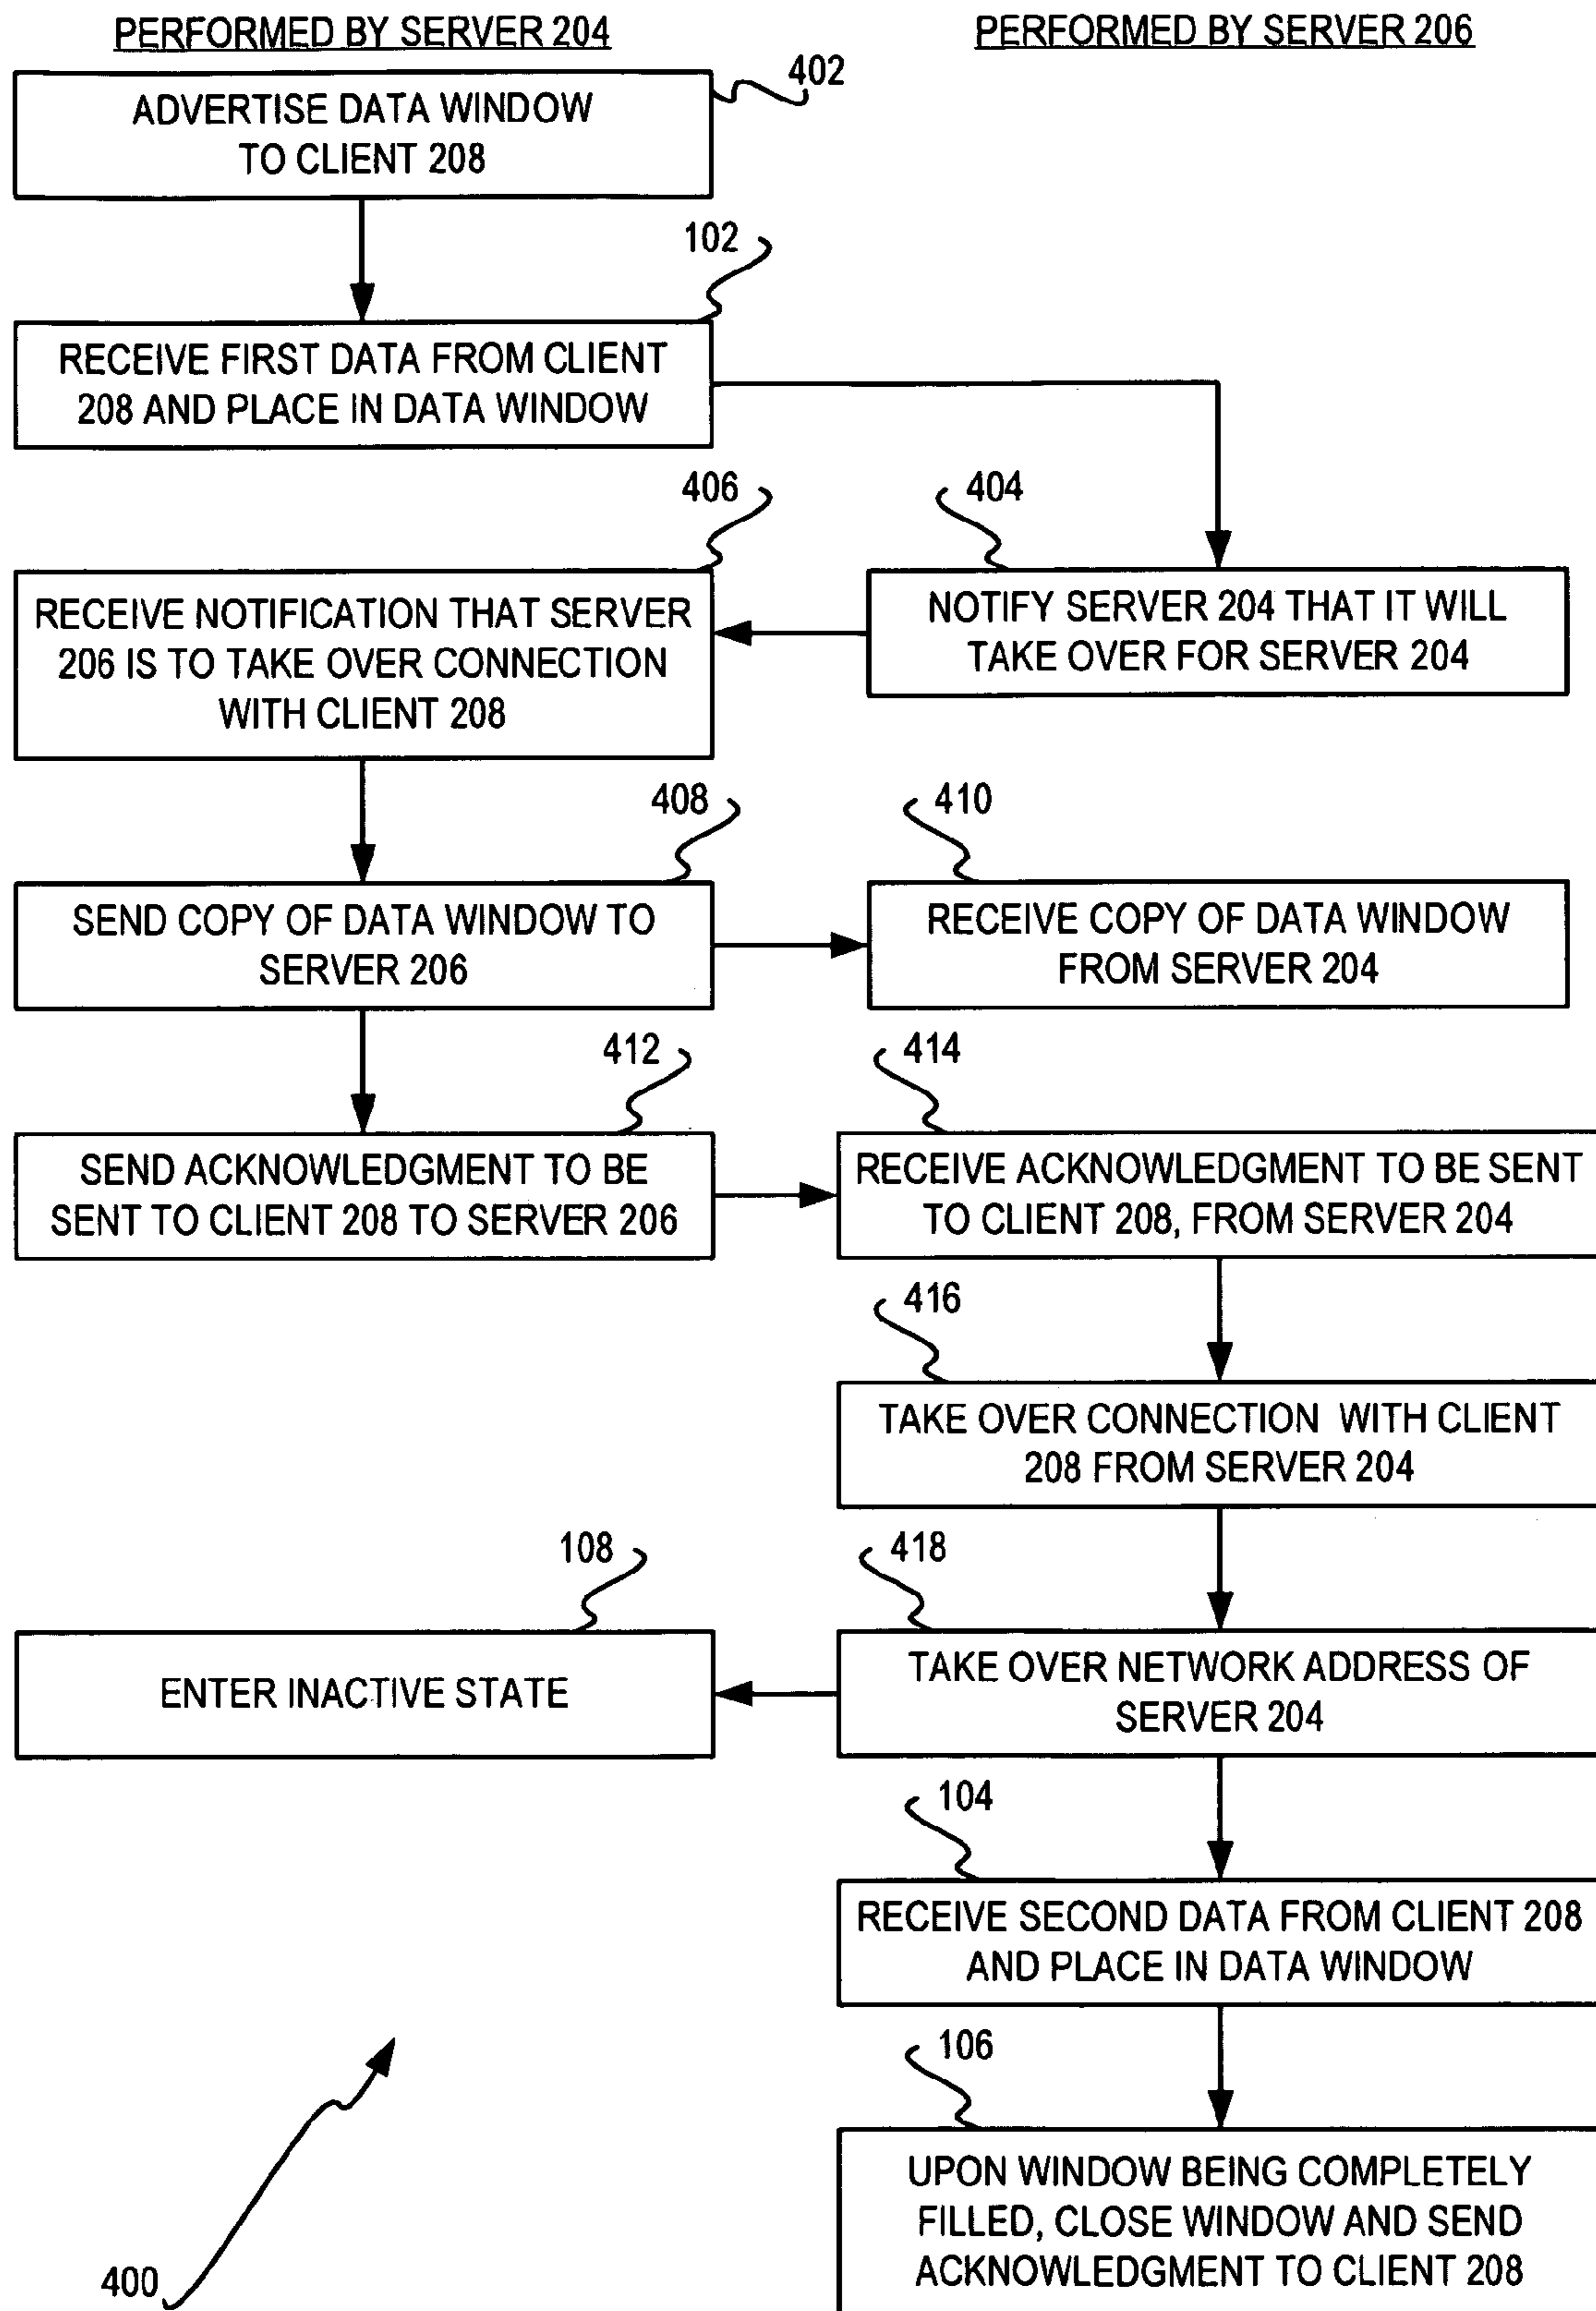 PERFORMED BY SERVER 204
PERFORMED BY SERVER 206
402
ADVERTISE DATA WINDOW
TO CLIENT 208
102
RECEIVE FIRST DATA FROM CLIENT
208 AND PLACE IN DATA WINDOW
406
404
RECEIVE NOTIFICATION THAT SERVER
206 IS TO TAKE OVER CONNECTION
WITH CLIENT 208
NOTIFY SERVER 204 THAT IT WILL
TAKE OVER FOR SERVER 204
408
410
SEND COPY OF DATA WINDOW TO
SERVER 206
RECEIVE COPY OF DATA WINDOW
FROM SERVER 204
412
414
SEND ACKNOWLEDGMENT TO BE
SENT TO CLIENT 208 TO SERVER 206
RECEIVE ACKNOWLEDGMENT TO BE SENT
TO CLIENT 208, FROM SERVER 204
416
TAKE OVER CONNECTION WITH CLIENT
208 FROM SERVER 204
108
418
ENTER INACTIVE STATE
TAKE OVER NETWORK ADDRESS OF
SERVER 204
104
RECEIVE SECOND DATA FROM CLIENT 208
AND PLACE IN DATA WINDOW
106
UPON WINDOW BEING COMPLETELY
FILLED, CLOSE WINDOW AND SEND
ACKNOWLEDGMENT TO CLIENT 208
400